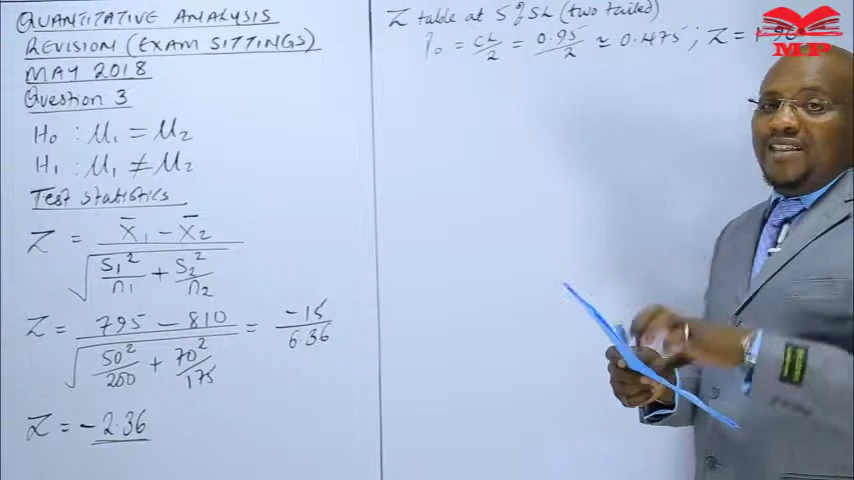 QUANTITATIVE ANALYSIS
REVISION (EXAM SITTINGS)
MAY 2018
Question 3
H₀ : μ₁ = μ₂
H₁ : μ₁ ≠ μ₂
Test statistics
Z = (X̄₁ − X̄₂) / √(S₁²/n₁ + S₂²/n₂)
Z = (795 − 810) / √(50²/200 + 70²/175) = −15/6.36
Z = −2.36
Z table at 5% SL (two tailed)
= CL/2 = 0.95/2 ≃ 0.475 ; Z = 1.96
MP